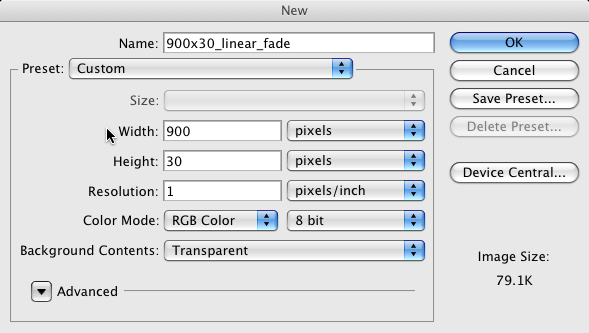 New
Name: 900x30_linear_fade
OK
Preset: Custom
Cancel
Size:
Save Preset...
Width: 900 pixels
Delete Preset...
Height: 30 pixels
Resolution: 1 pixels/inch
Device Central...
Color Mode: RGB Color 8 bit
Background Contents: Transparent
Image Size:
79.1K
Advanced